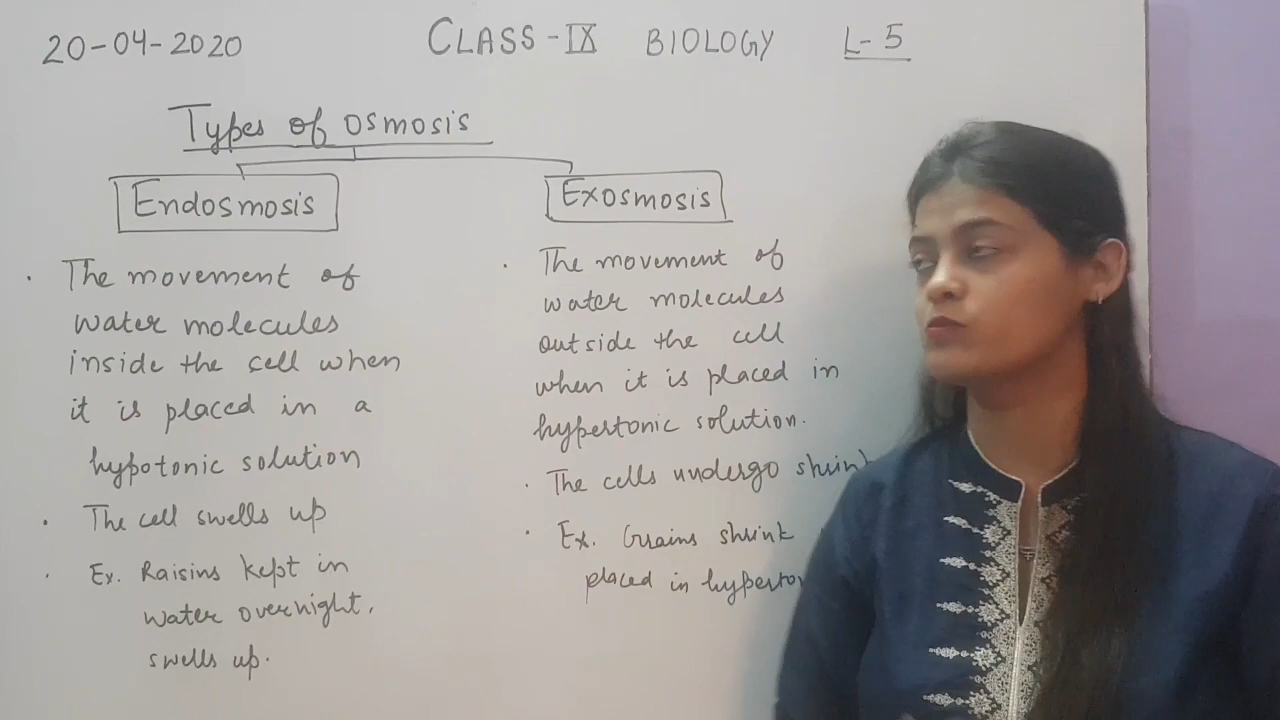 20-04-2020 CLASS-IX BIOLOGY L-5
Types of osmosis
Endosmosis
· The movement of
water molecules
inside the cell when
it is placed in a
hypotonic solution
· The cell swells up
· Ex. Raisins kept in
water overnight,
swells up.
Exosmosis
· The movement of
water molecules
outside the cell
when it is placed in
hypertonic solution.
· The cells undergo
· Ex. Grains shrink
placed in